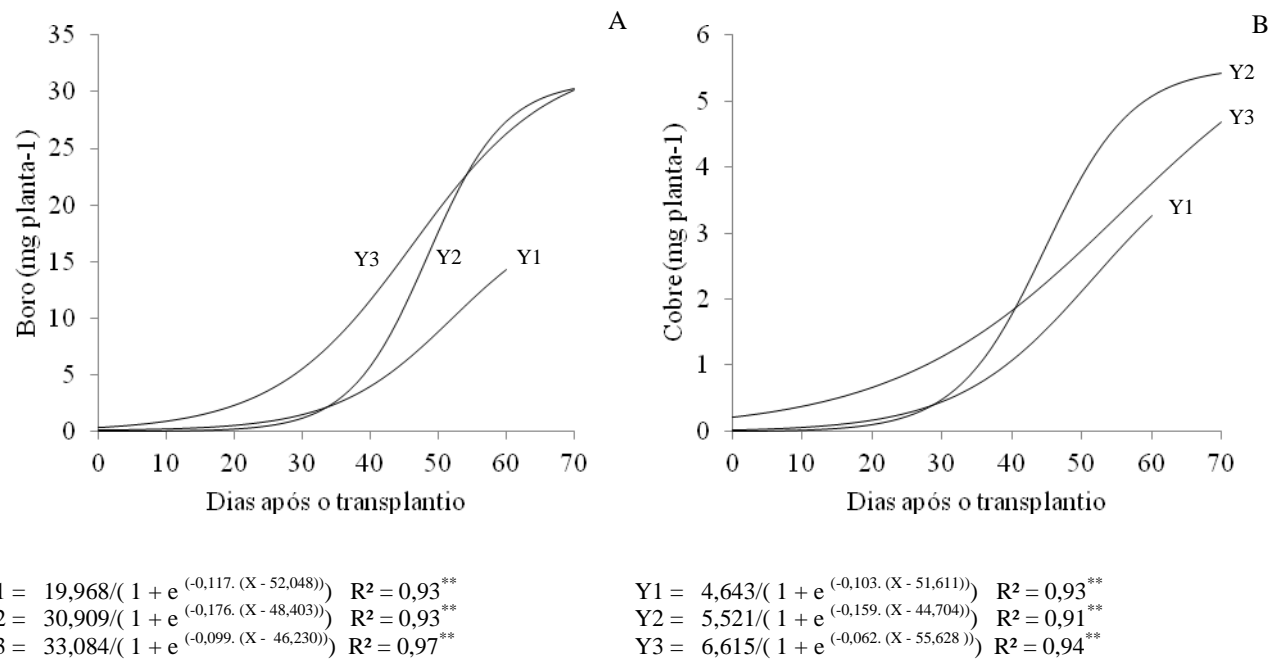 A
B
35
30
25
20
15
10
5
0
Boro (mg planta-1)
Y3
Y2
Y1
0 10 20 30 40 50 60 70
Dias após o transplantio
6
5
4
3
2
1
0
Cobre (mg planta-1)
Y2
Y3
Y1
0 10 20 30 40 50 60 70
Dias após o transplantio
1 = 19,968/( 1 + e (-0,117. (X - 52,048))) R² = 0,93**
2 = 30,909/( 1 + e (-0,176. (X - 48,403))) R² = 0,93**
3 = 33,084/( 1 + e (-0,099. (X - 46,230))) R² = 0,97**
Y1 = 4,643/( 1 + e (-0,103. (X - 51,611))) R² = 0,93**
Y2 = 5,521/( 1 + e (-0,159. (X - 44,704))) R² = 0,91**
Y3 = 6,615/( 1 + e (-0,062. (X - 55,628 ))) R² = 0,94**